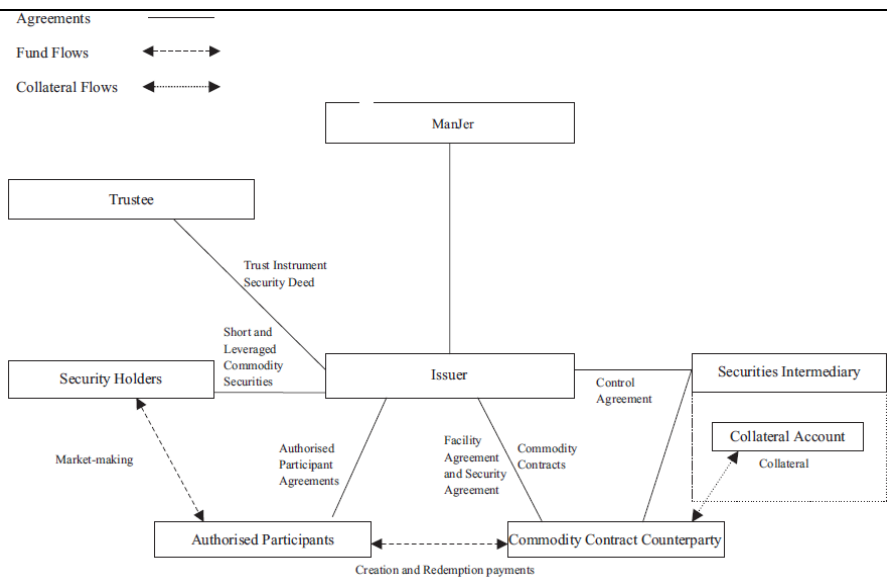 Agreements
Fund Flows
Collateral Flows
ManJer
Trustee
Trust Instrument
Security Deed
Short and
Leveraged
Commodity
Securities
Security Holders
Issuer
Control
Agreement
Securities Intermediary
Collateral Account
Collateral
Market-making
Authorised
Participant
Agreements
Facility
Agreement
and Security
Agreement
Commodity
Contracts
Authorised Participants
Commodity Contract Counterparty
Creation and Redemption payments